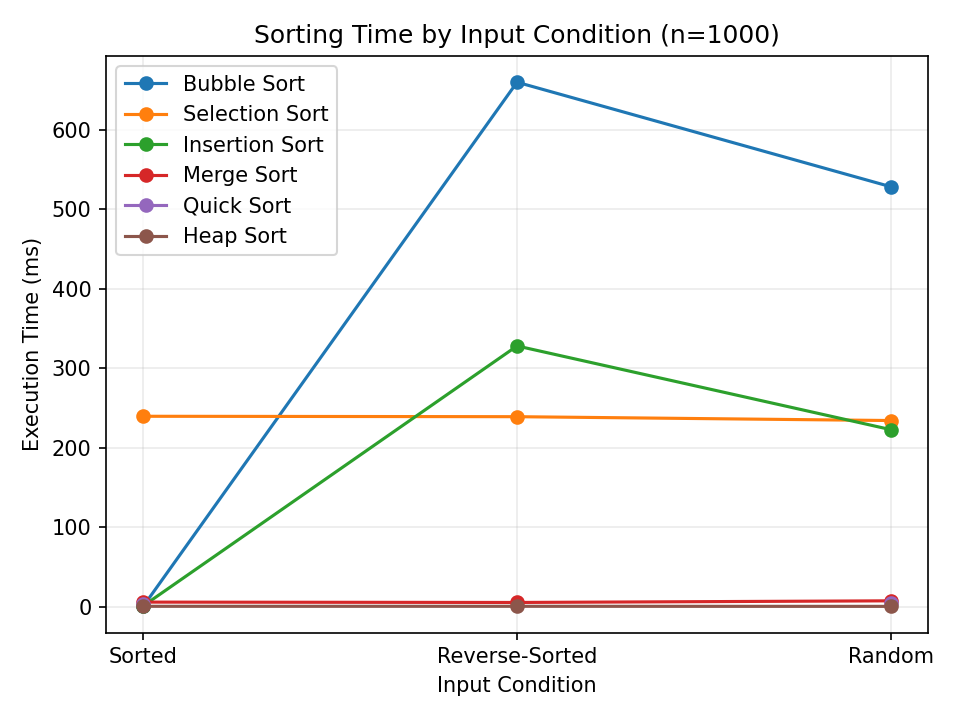 Sorting Time by Input Condition (n=1000)
Bubble Sort
Selection Sort
Insertion Sort
Merge Sort
Quick Sort
Heap Sort
Execution Time (ms)
600
500
400
300
200
100
0
Sorted
Reverse-Sorted
Random
Input Condition